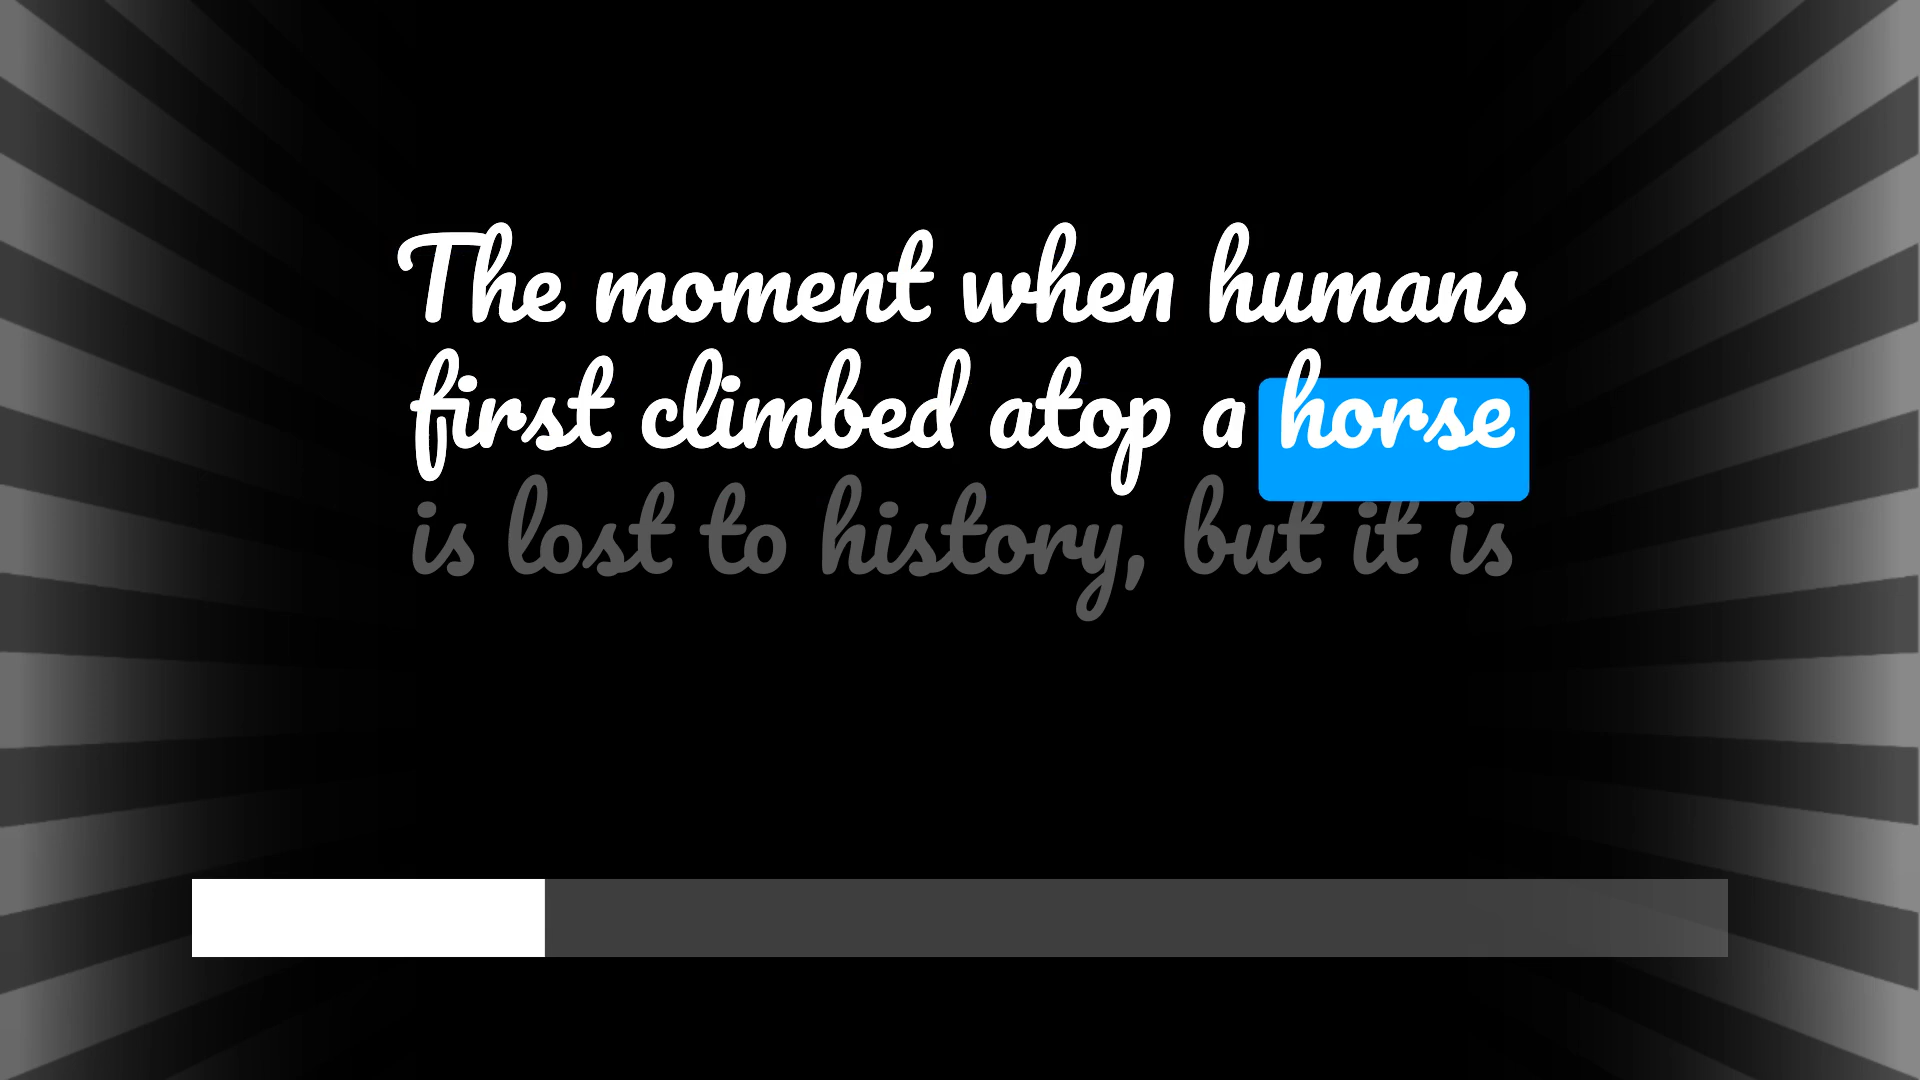 The moment when humans
first climbed atop a horse
is lost to history, but it is